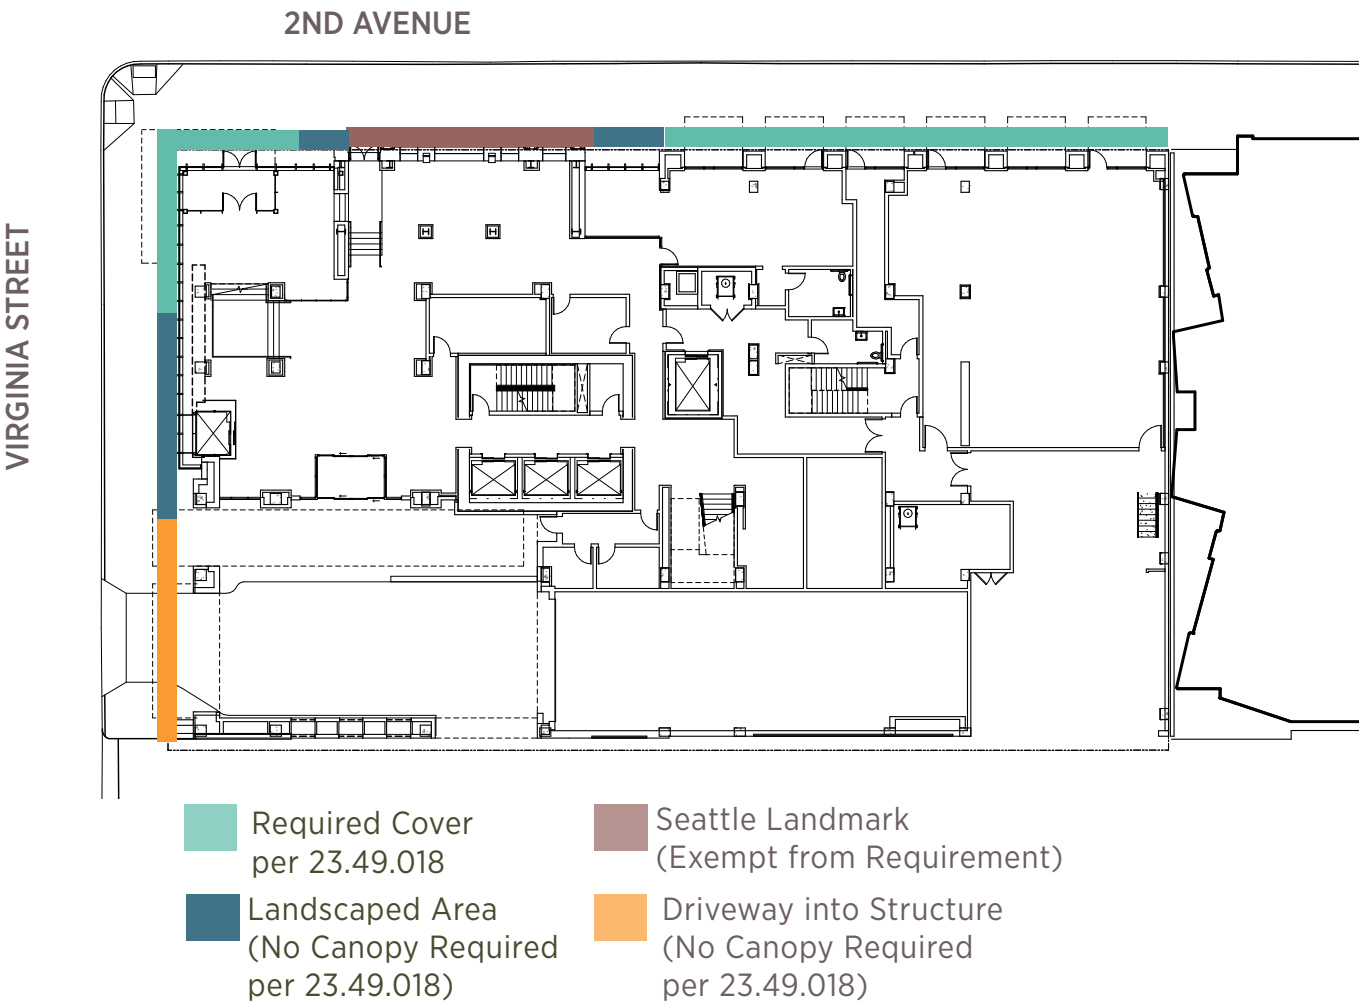 2ND AVENUE
VIRGINIA STREET
Required Cover
per 23.49.018
Seattle Landmark
(Exempt from Requirement)
Landscaped Area
(No Canopy Required
per 23.49.018)
Driveway into Structure
(No Canopy Required
per 23.49.018)